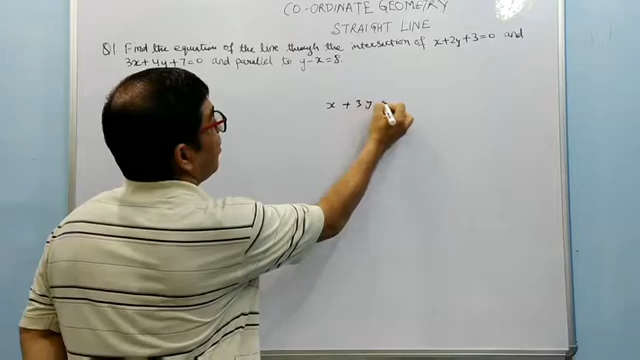 CO-ORDINATE GEOMETRY
STRAIGHT LINE
Q1 Find the equation of the line through the intersection of x+2y+3=0 and
3x+4y+7=0 and parallel to y-x=8.
x + 3y